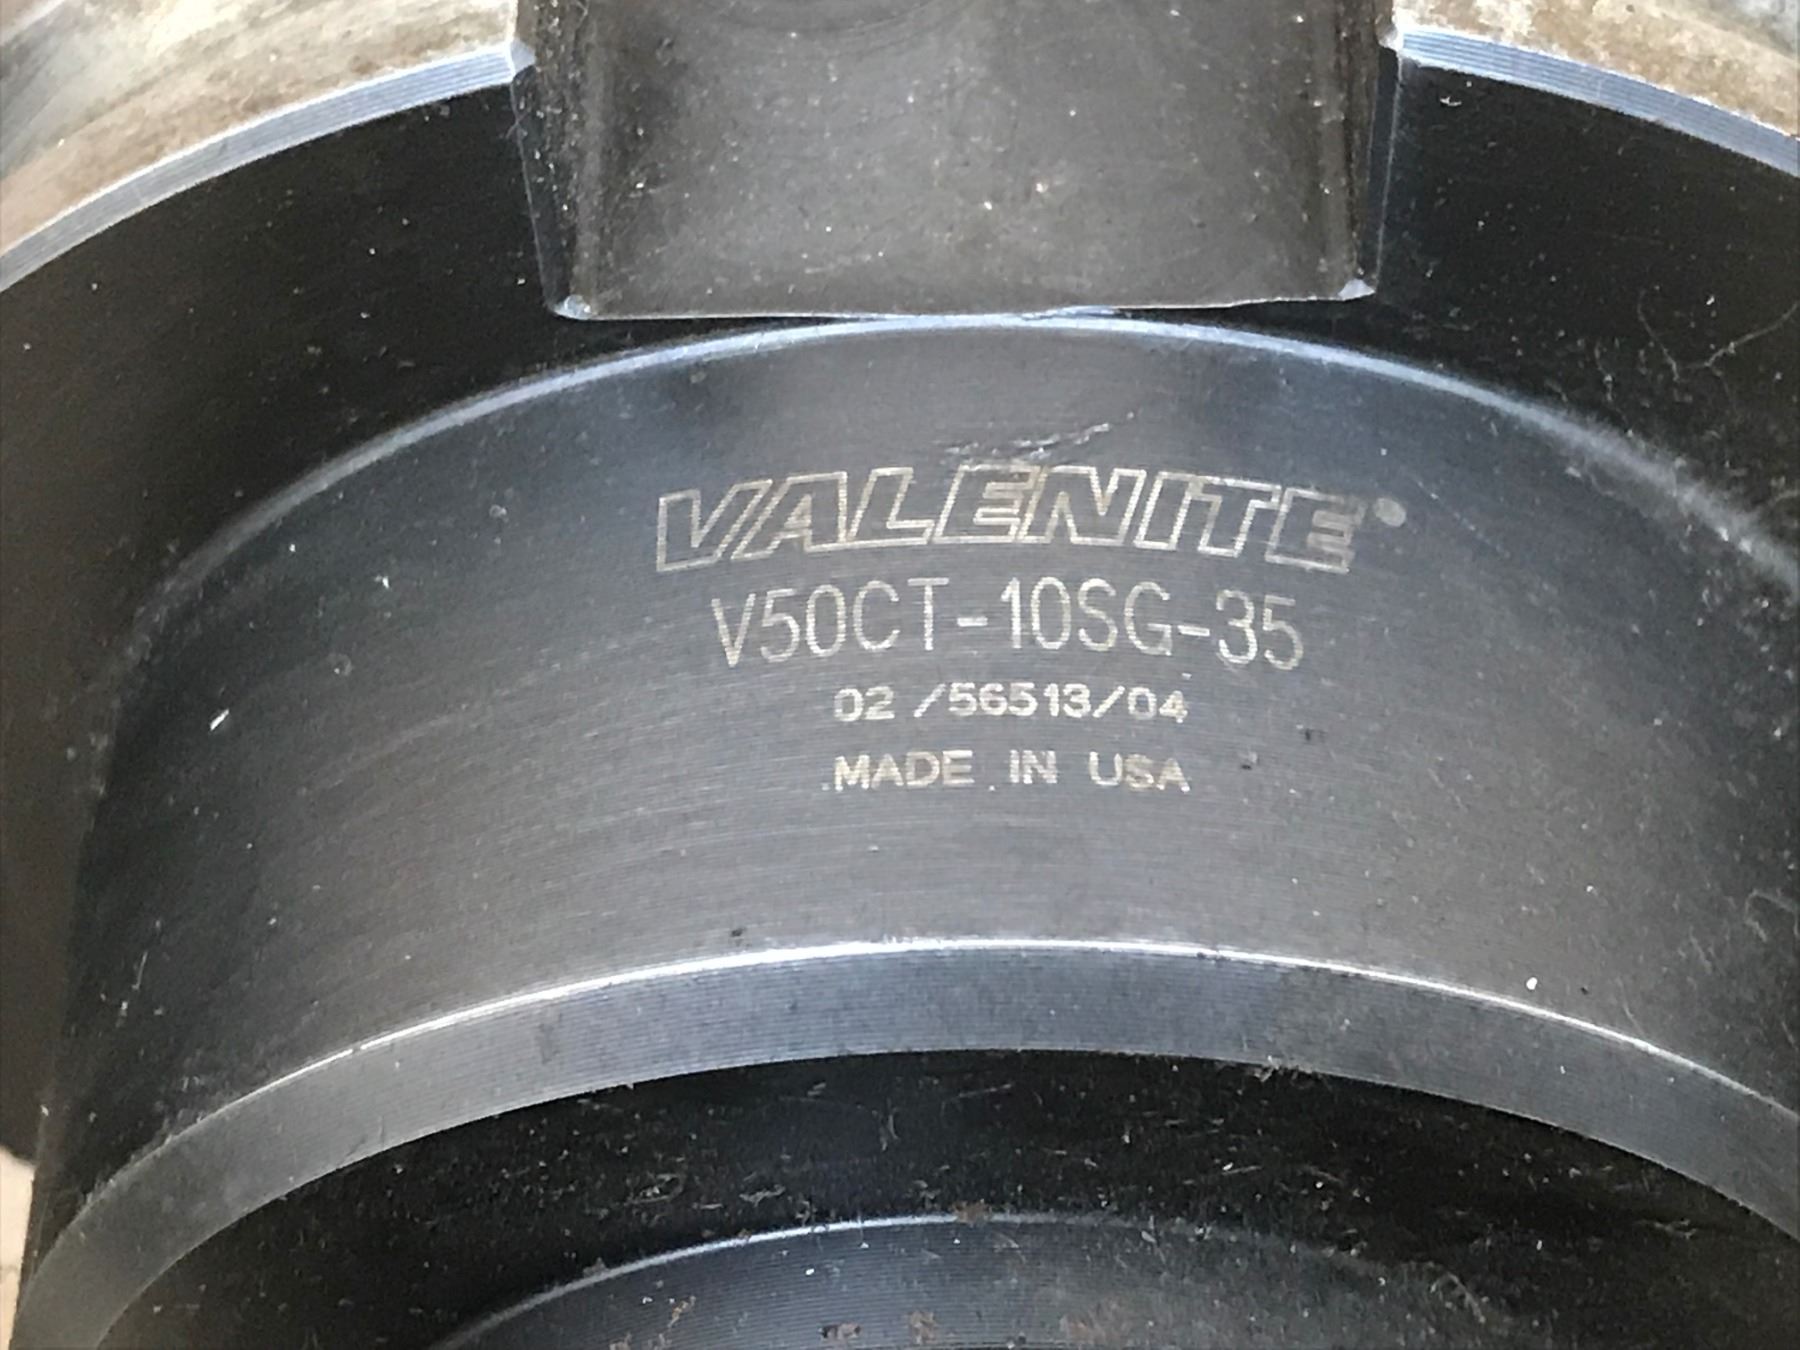 VALENITE
V50CT-10SG-35
02 /56513/04
MADE IN USA